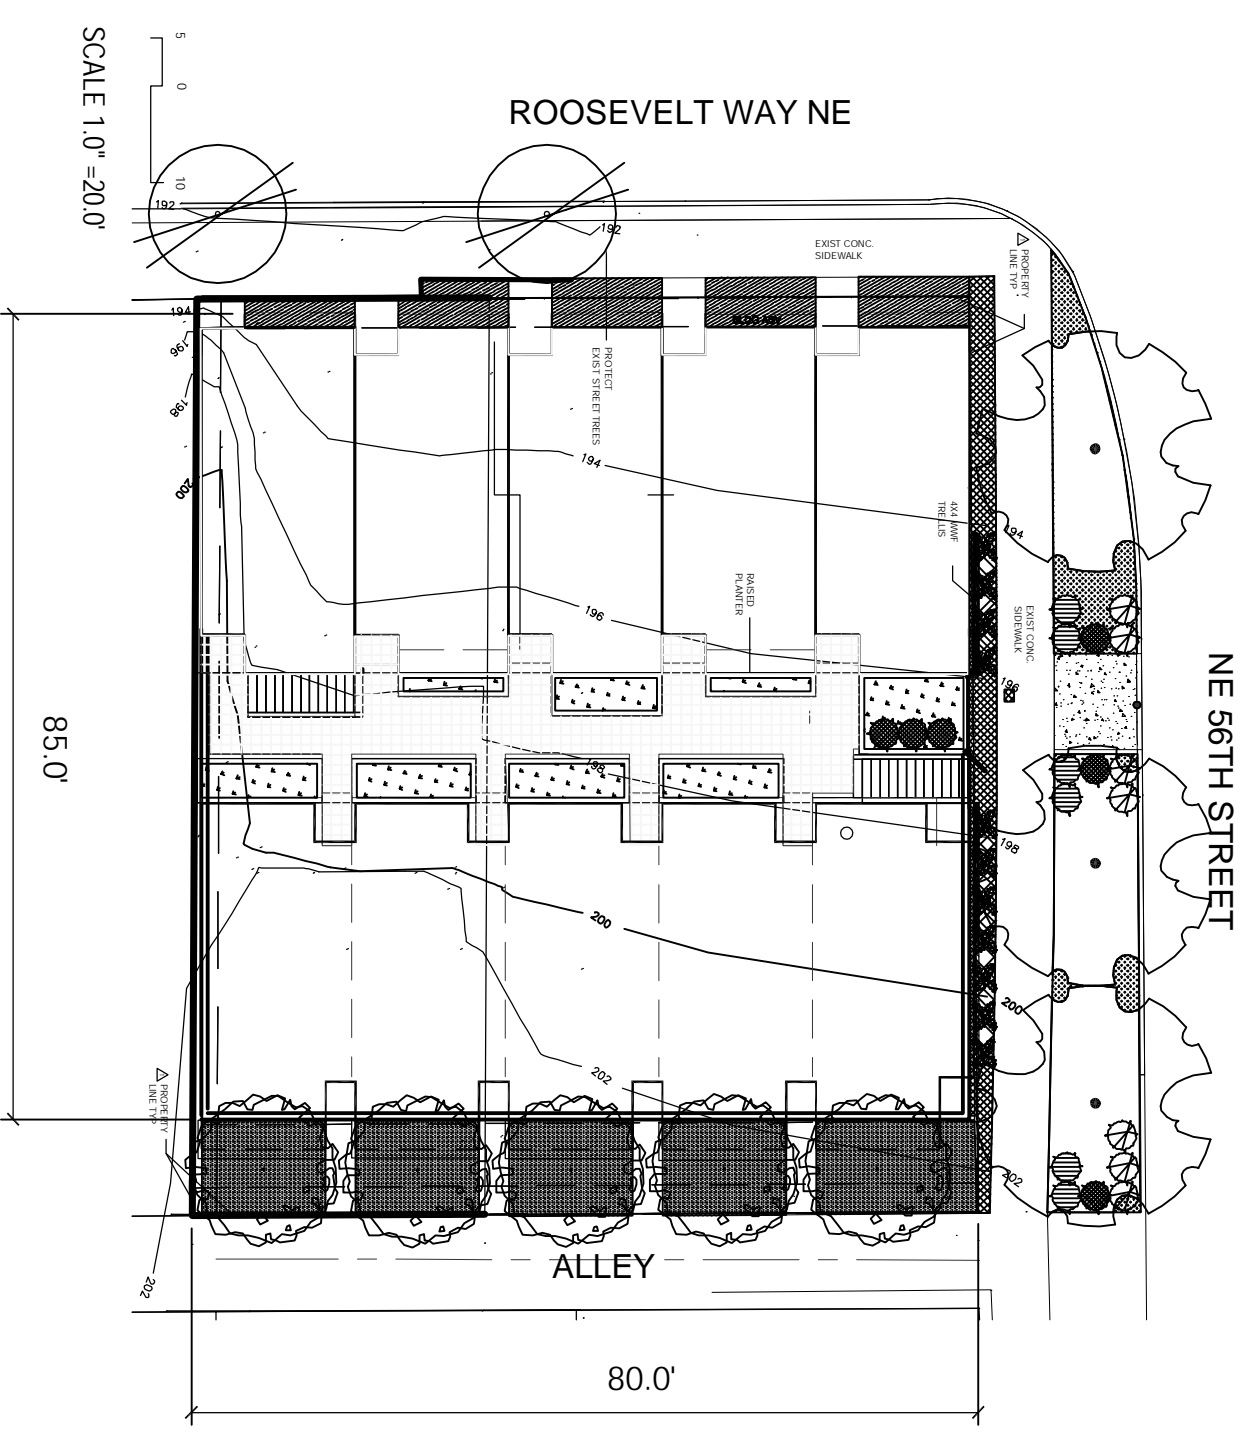 5
0
10
SCALE 1.0" =20.0'
ROOSEVELT WAY NE
192
192
EXIST CONC.
SIDEWALK
PROPERTY
LINE TYP.
194
196
198
200
BLDG ABV
PROTECT
EXIST STREET TREES
194
4X4 WWF
TRELLIS
194
RAISED
PLANTER
196
EXIST CONC.
SIDEWALK
196
NE 56TH STREET
85.0'
198
198
200
200
202
PROPERTY
LINE TYP.
202
202
ALLEY
80.0'